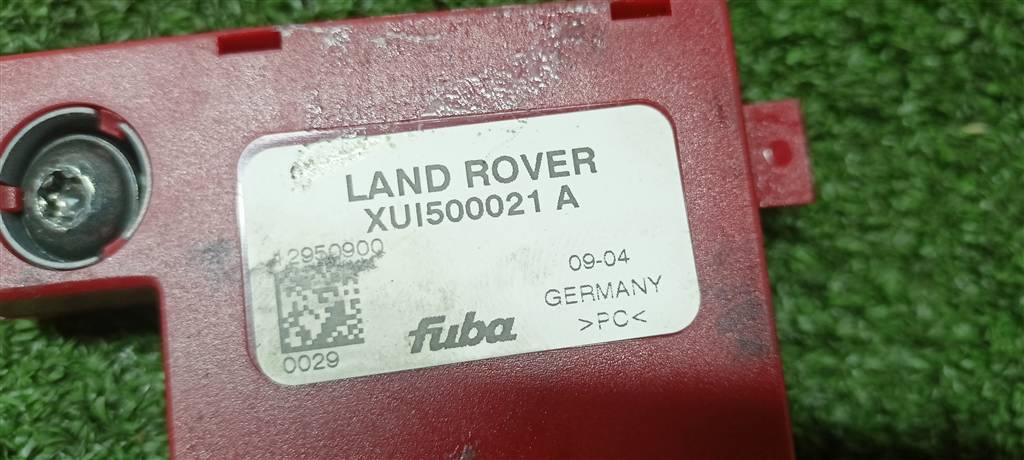 LAND ROVER
XUI500021 A
12950900
09-04
GERMANY
>PC<
fuba
0029